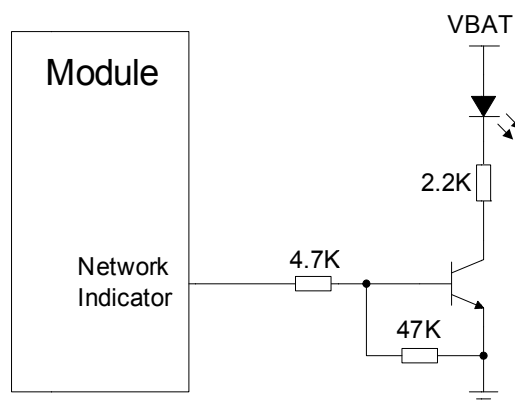 VBAT
Module
2.2K
4.7K
Network
Indicator
47K